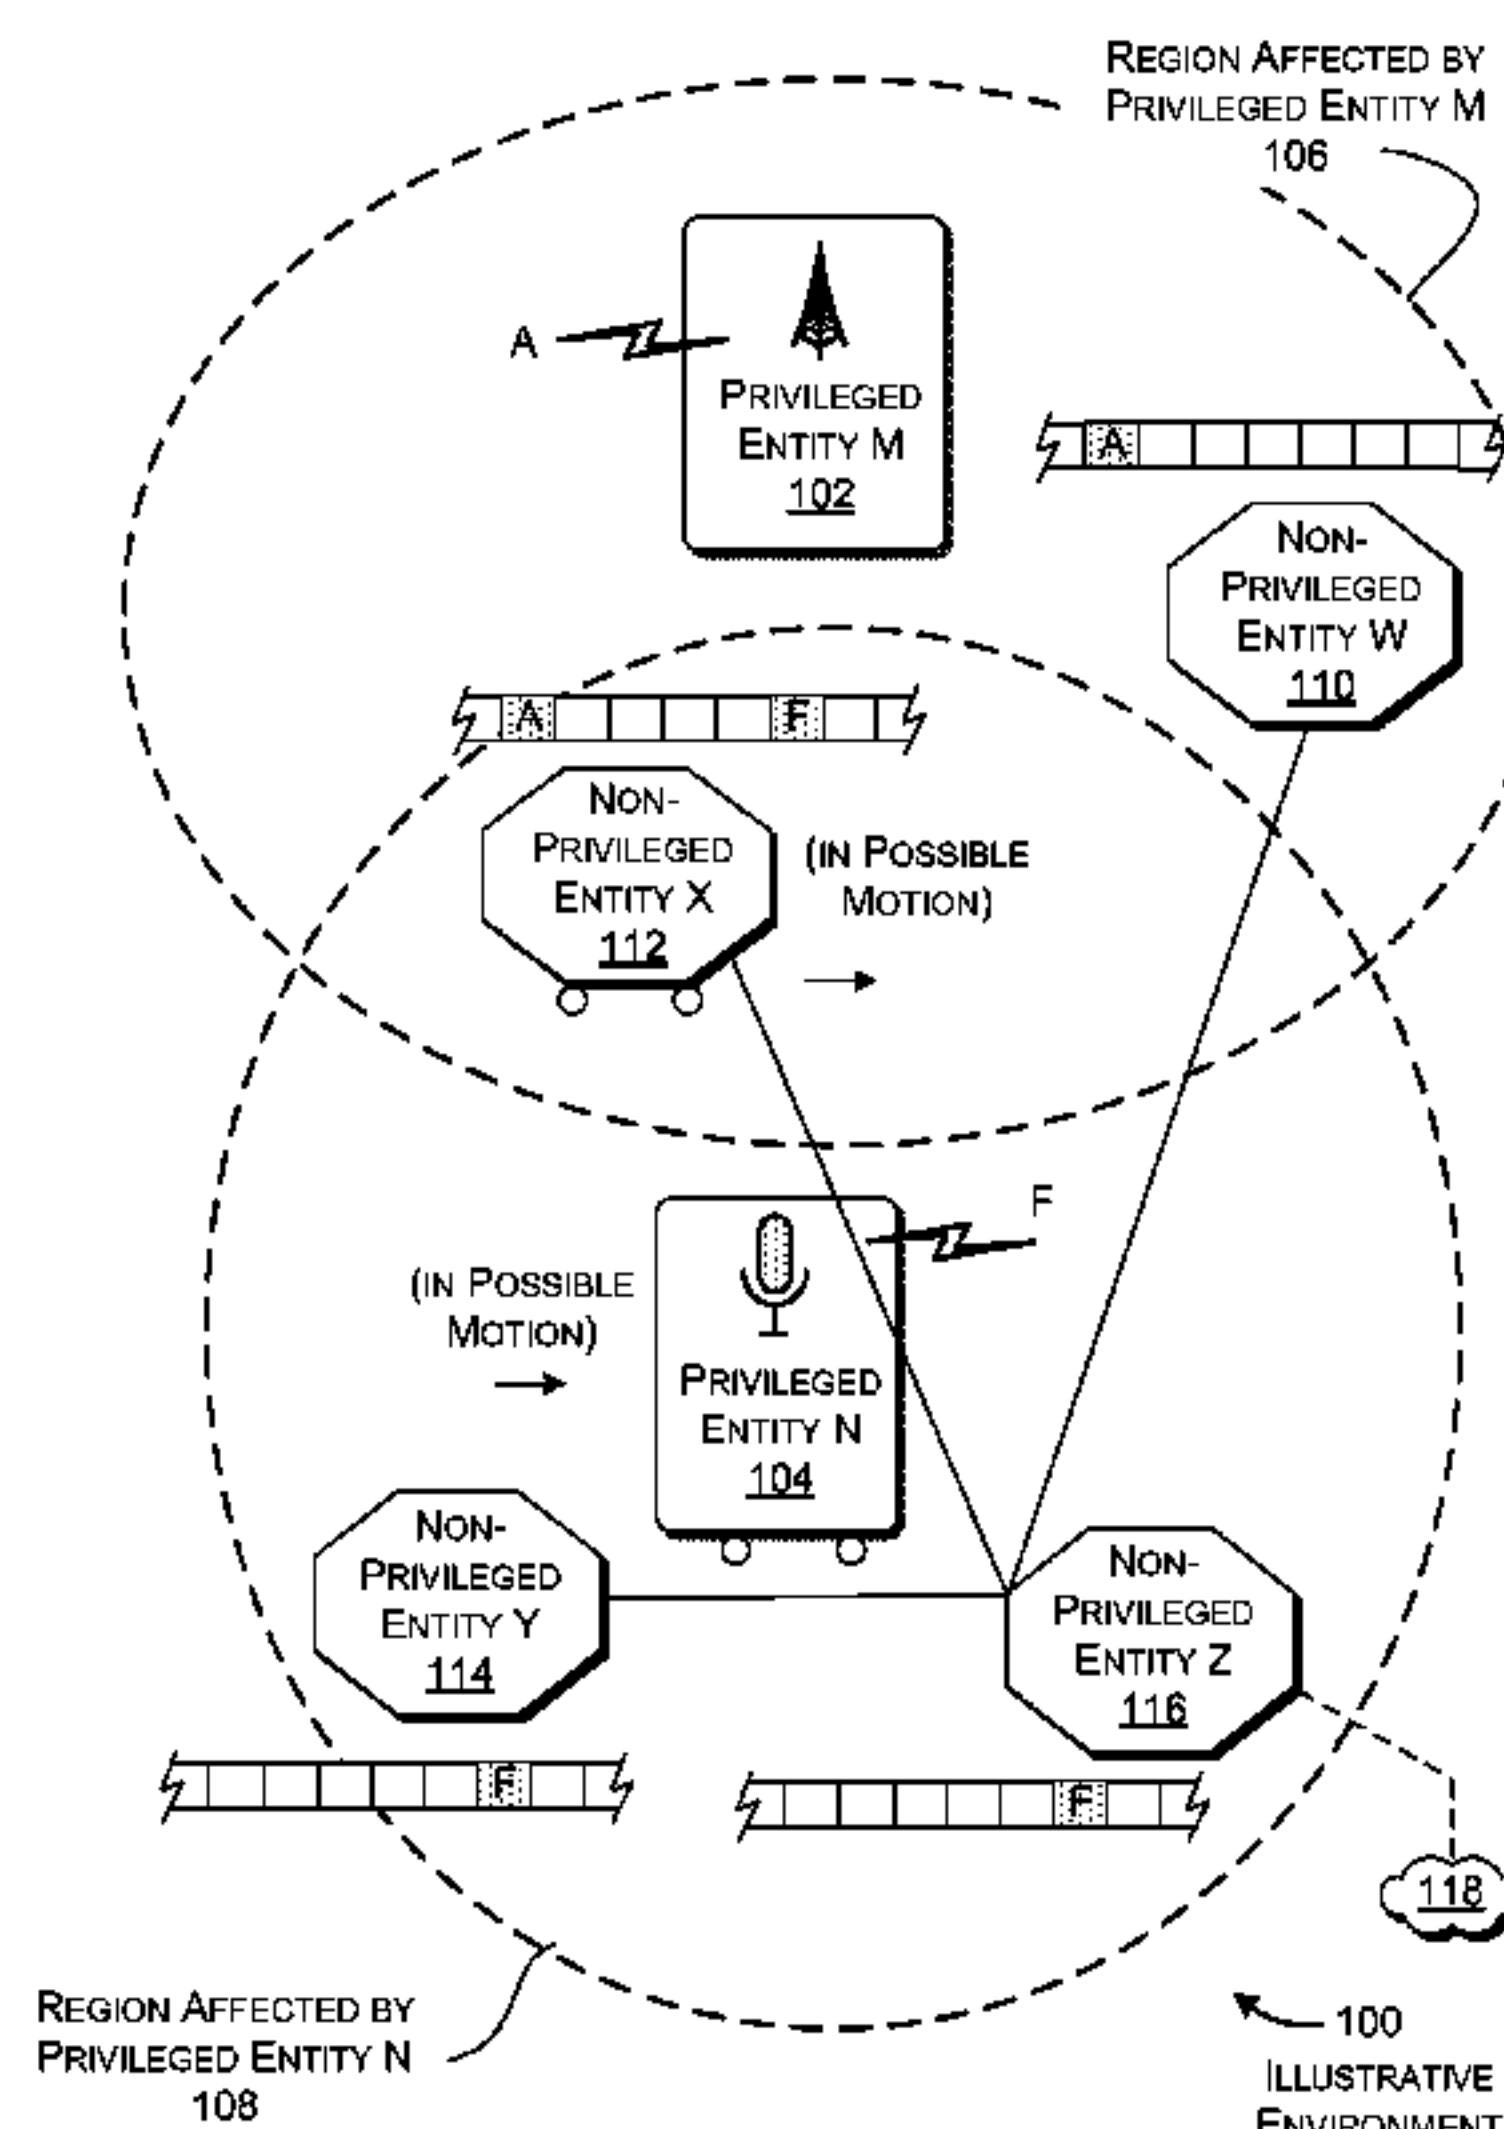 REGION AFFECTED BY
PRIVILEGED ENTITY M
106
A
PRIVILEGED
ENTITY M
102
A
NON-
PRIVILEGED
ENTITY W
110
A
F
NON-
PRIVILEGED
ENTITY X
112
(IN POSSIBLE
MOTION)
F
(IN POSSIBLE
MOTION)
PRIVILEGED
ENTITY N
104
NON-
PRIVILEGED
ENTITY Y
114
NON-
PRIVILEGED
ENTITY Z
116
F
F
118
REGION AFFECTED BY
PRIVILEGED ENTITY N
108
100
ILLUSTRATIVE
ENVIRONMENT